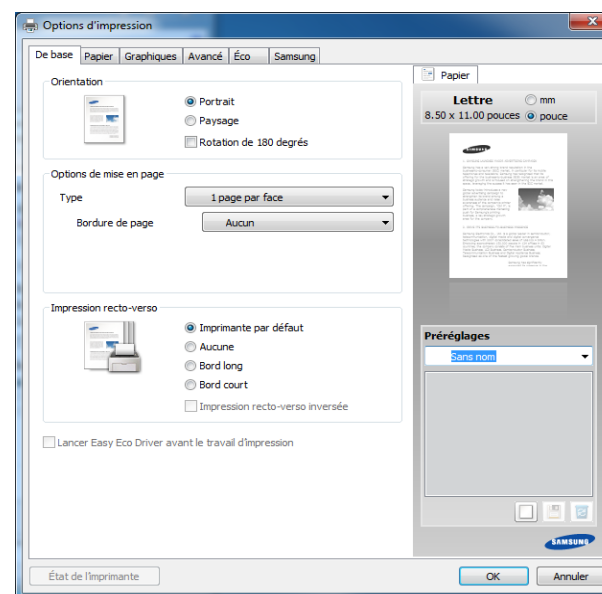 Options d'impression
De base Papier Graphiques Avancé Éco Samsung
Orientation
Portrait
Paysage
Rotation de 180 degrés
Options de mise en page
Type 1 page par face
Bordure de page Aucun
Impression recto-verso
Imprimante par défaut
Aucune
Bord long
Bord court
Impression recto-verso inversée
Lancer Easy Eco Driver avant le travail d'impression
Papier
Lettre mm
8.50 x 11.00 pouces pouce
Préréglages
Sans nom
SAMSUNG
État de l'imprimante OK Annuler